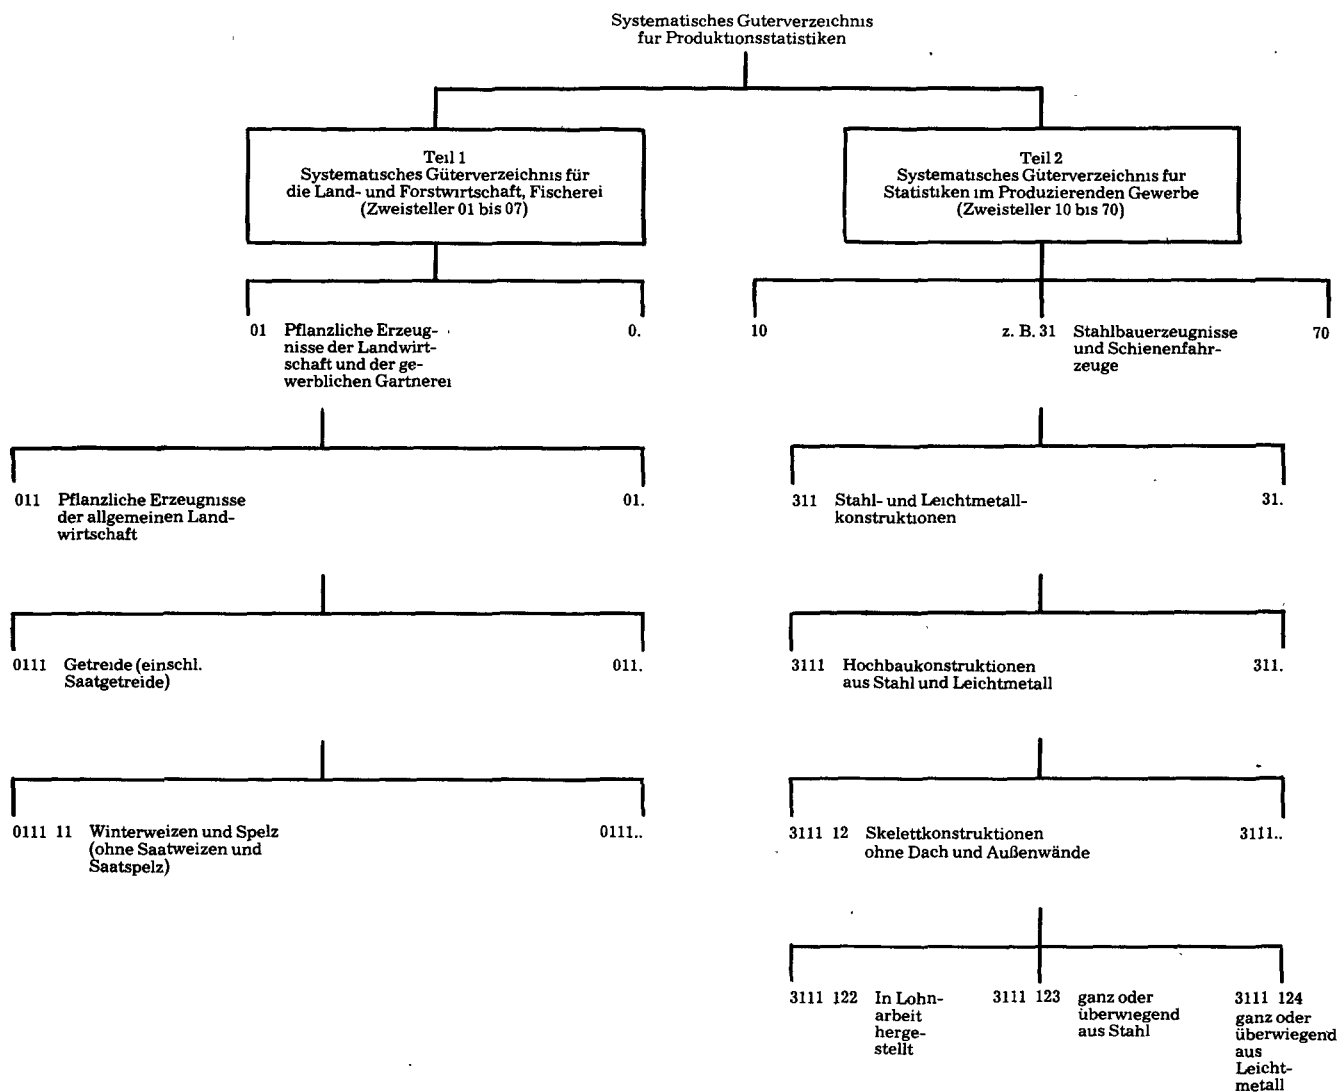 Systematisches Guterverzeichnis
fur Produktionsstatistiken
Teil 1
Systematisches Güterverzeichnis für
die Land- und Forstwirtschaft, Fischerei
(Zweisteller 01 bis 07)
Teil 2
Systematisches Güterverzeichnis fur
Statistiken im Produzierenden Gewerbe
(Zweisteller 10 bis 70)
01 Pflanzliche Erzeug-
nisse der Landwirt-
schaft und der ge-
werblichen Gartnerei
0.
10
z. B. 31 Stahlbauerzeugnisse
und Schienenfahr-
zeuge
70
011 Pflanzliche Erzeugnisse
der allgemeinen Land-
wirtschaft
01.
311 Stahl- und Leichtmetall-
konstruktionen
31.
0111 Getreide (einschl.
Saatgetreide)
011.
3111 Hochbaukonstruktionen
aus Stahl und Leichtmetall
311.
0111 11 Winterweizen und Spelz
(ohne Saatweizen und
Saatspelz)
0111..
3111 12 Skelettkonstruktionen
ohne Dach und Außenwände
3111..
3111 122 In Lohn-
arbeit
herge-
stellt
3111 123 ganz oder
überwiegend
aus Stahl
3111 124
ganz oder
überwiegend
aus
Leicht-
metall